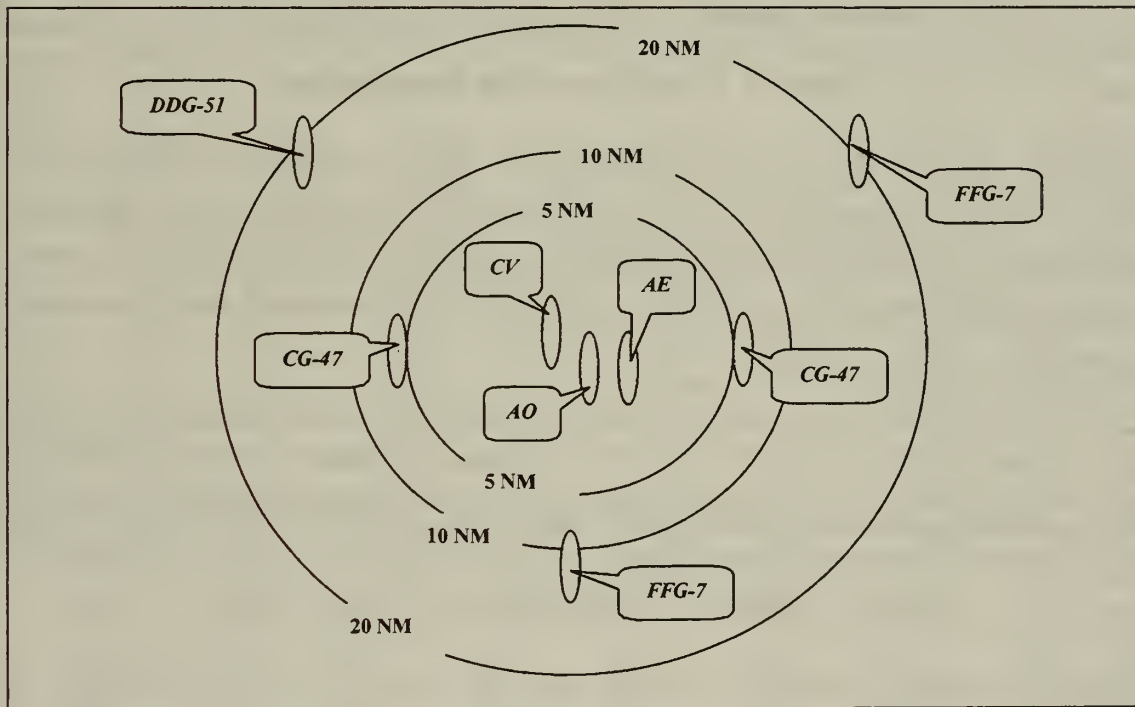 20 NM
DDG-51
10 NM
FFG-7
5 NM
CV
AE
CG-47
CG-47
AO
5 NM
10 NM
FFG-7
20 NM